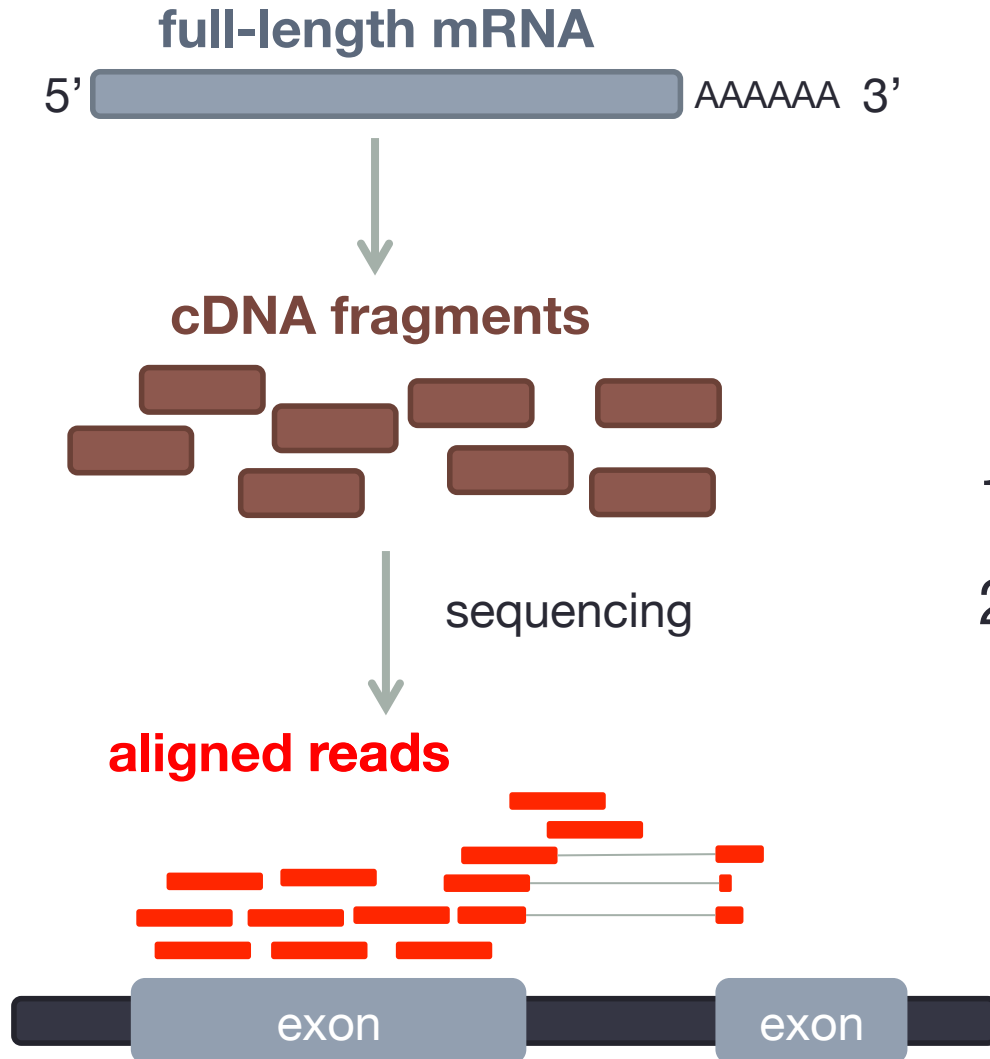 full-length mRNA
5’ AAAAAA 3’
cDNA fragments
sequencing
aligned reads
exon exon